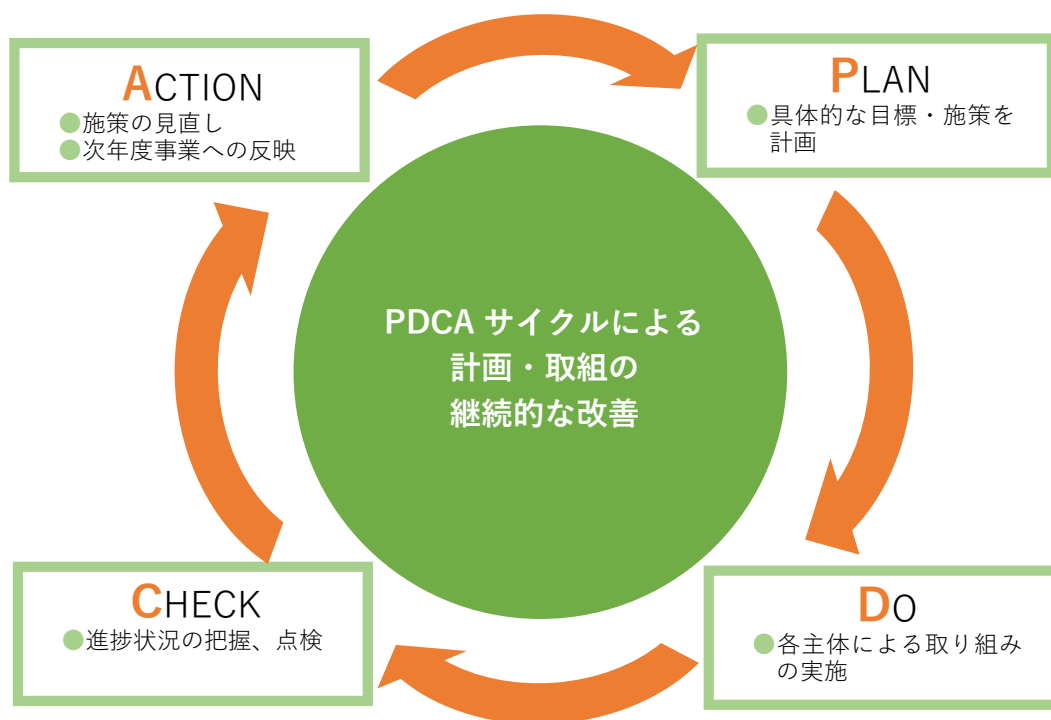 ACTION
●施策の見直し
●次年度事業への反映
PLAN
●具体的な目標・施策を
計画
PDCA サイクルによる
計画・取組の
継続的な改善
CHECK
●進捗状況の把握、点検
DO
●各主体による取り組み
の実施